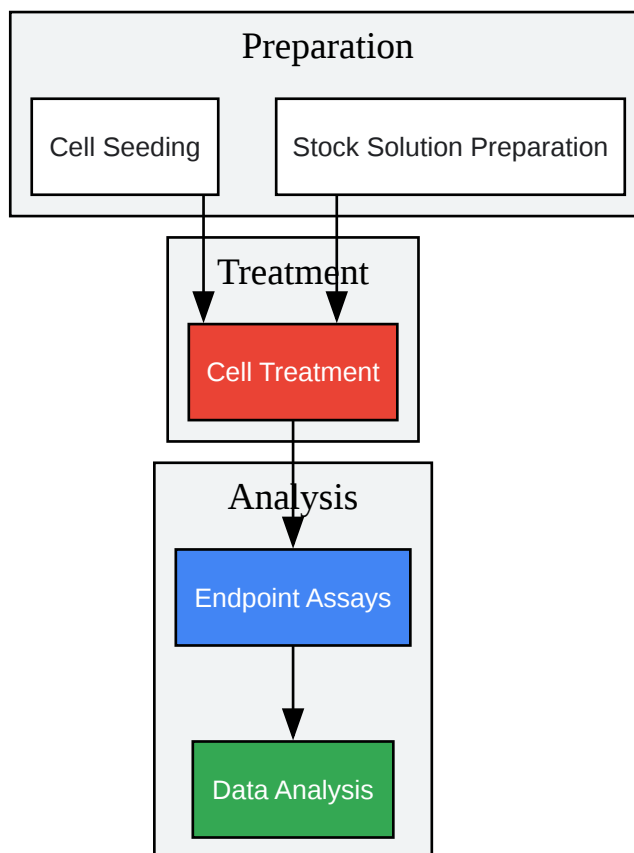 Preparation
Cell Seeding
Stock Solution Preparation
Treatment
Cell Treatment
Analysis
Endpoint Assays
Data Analysis